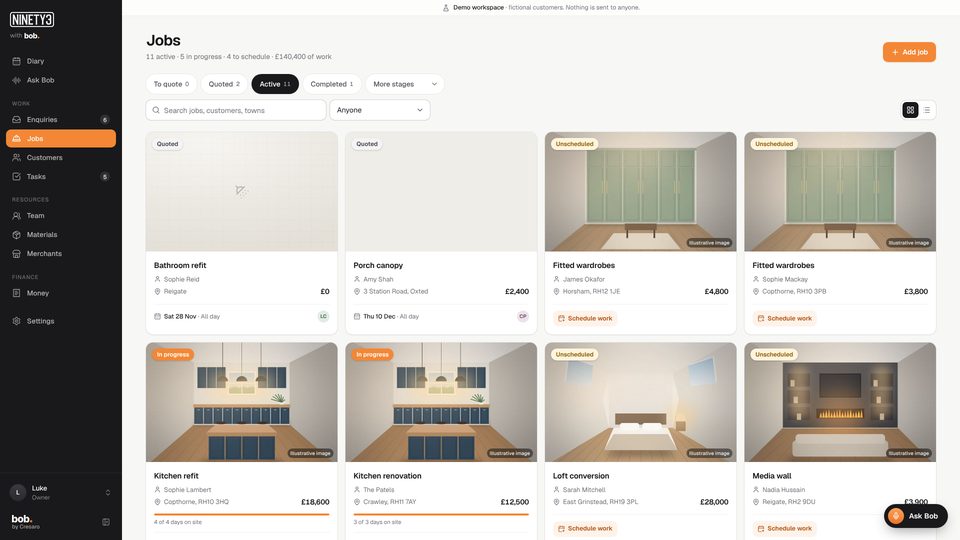 Demo workspace · fictional customers. Nothing is sent to anyone.
NINETY3
with bob.
Diary
Ask Bob
WORK
Enquiries 6
Jobs
Customers
Tasks 5
RESOURCES
Team
Materials
Merchants
FINANCE
Money
Settings
L
Luke
Owner
bob.
by Cresaro
Jobs
11 active · 5 in progress · 4 to schedule · £140,400 of work
+ Add job
To quote 0
Quoted 2
Active 11
Completed 1
More stages
Search jobs, customers, towns
Anyone
Quoted
Bathroom refit
Sophie Reid
Reigate
£0
Sat 28 Nov · All day
LC
Quoted
Porch canopy
Amy Shah
3 Station Road, Oxted
£2,400
Thu 10 Dec · All day
OP
Unscheduled
Illustrative image
Fitted wardrobes
James Okafor
Horsham, RH12 1JE
£4,800
Schedule work
Unscheduled
Illustrative image
Fitted wardrobes
Sophie Mackay
Copthorne, RH10 3PB
£3,800
Schedule work
In progress
Illustrative image
Kitchen refit
Sophie Lambert
Copthorne, RH10 3HQ
£18,600
4 of 4 days on site
In progress
Illustrative image
Kitchen renovation
The Patels
Crawley, RH11 7AY
£12,500
3 of 3 days on site
Unscheduled
Illustrative image
Loft conversion
Sarah Mitchell
East Grinstead, RH19 3PL
£28,000
Schedule work
Unscheduled
Illustrative image
Media wall
Nadia Hussain
Reigate, RH2 9DU
£3,900
Schedule work
Ask Bob